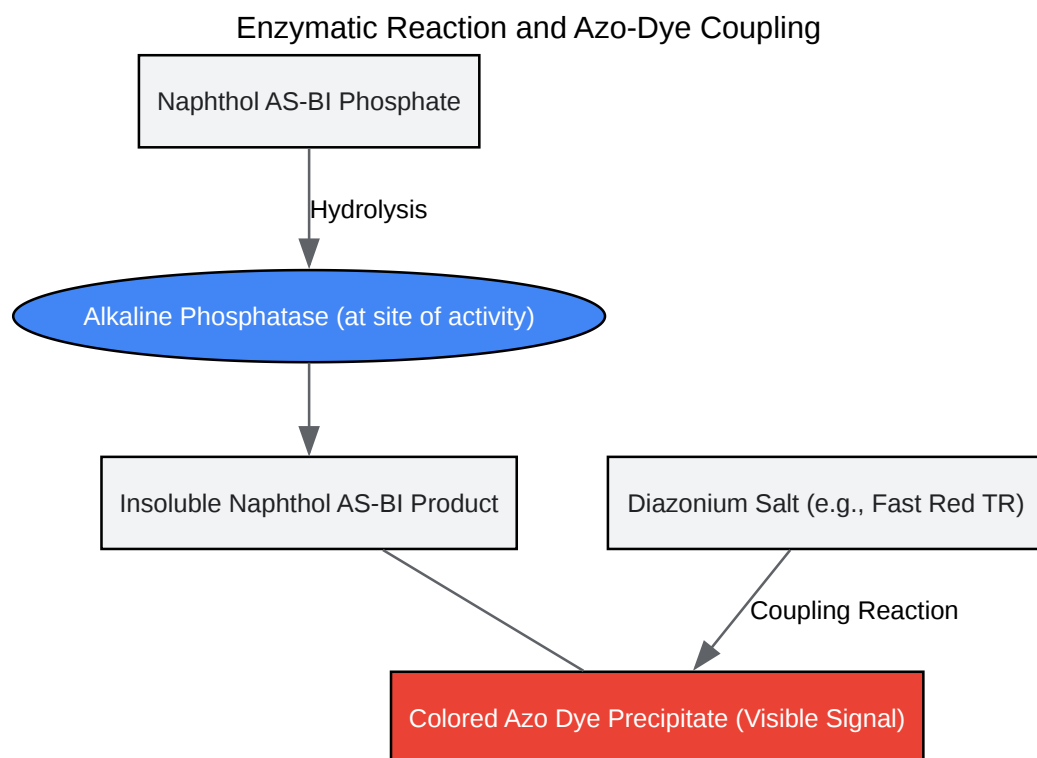 Enzymatic Reaction and Azo-Dye Coupling
Naphthol AS-BI Phosphate
Hydrolysis
Alkaline Phosphatase (at site of activity)
Insoluble Naphthol AS-BI Product
Diazonium Salt (e.g., Fast Red TR)
Coupling Reaction
Colored Azo Dye Precipitate (Visible Signal)